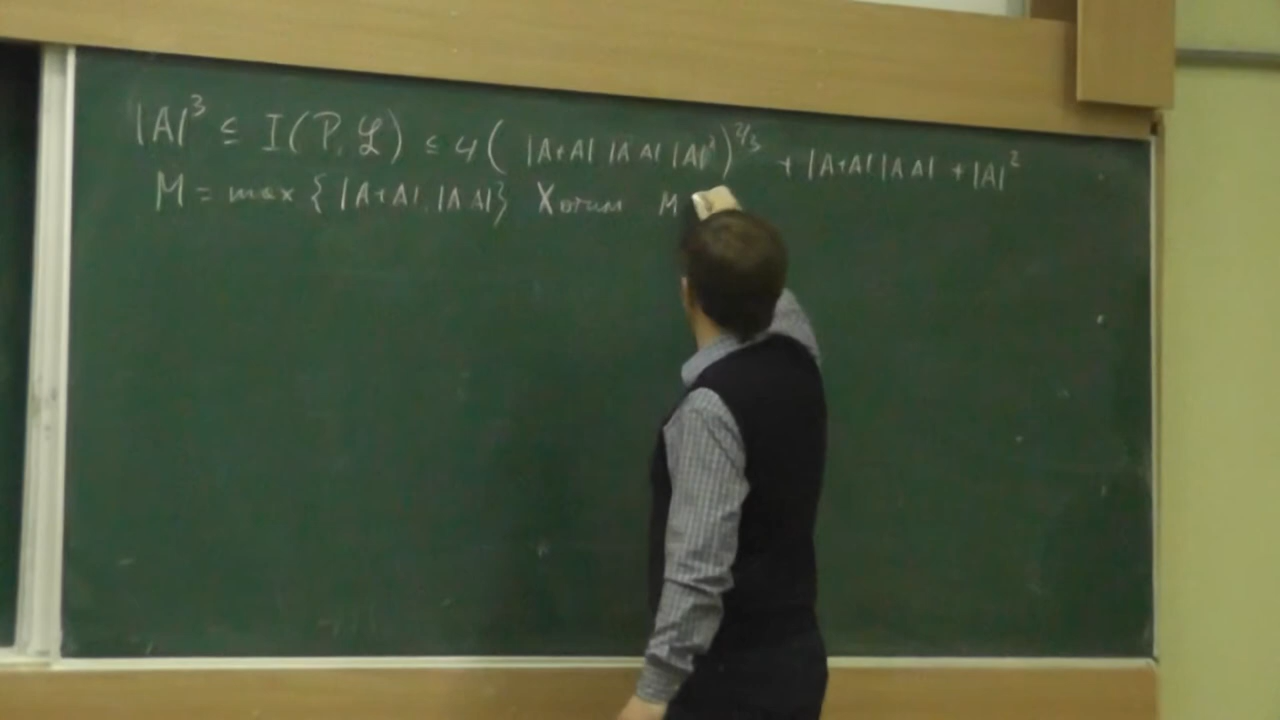 |A|³ ≤ I(P, ℒ) ≤ 4( |A+A| |A A| |A|² )^{2/3} + |A+A| |A A| + |A|²
M = max { |A+A|, |A A| } Хотим M